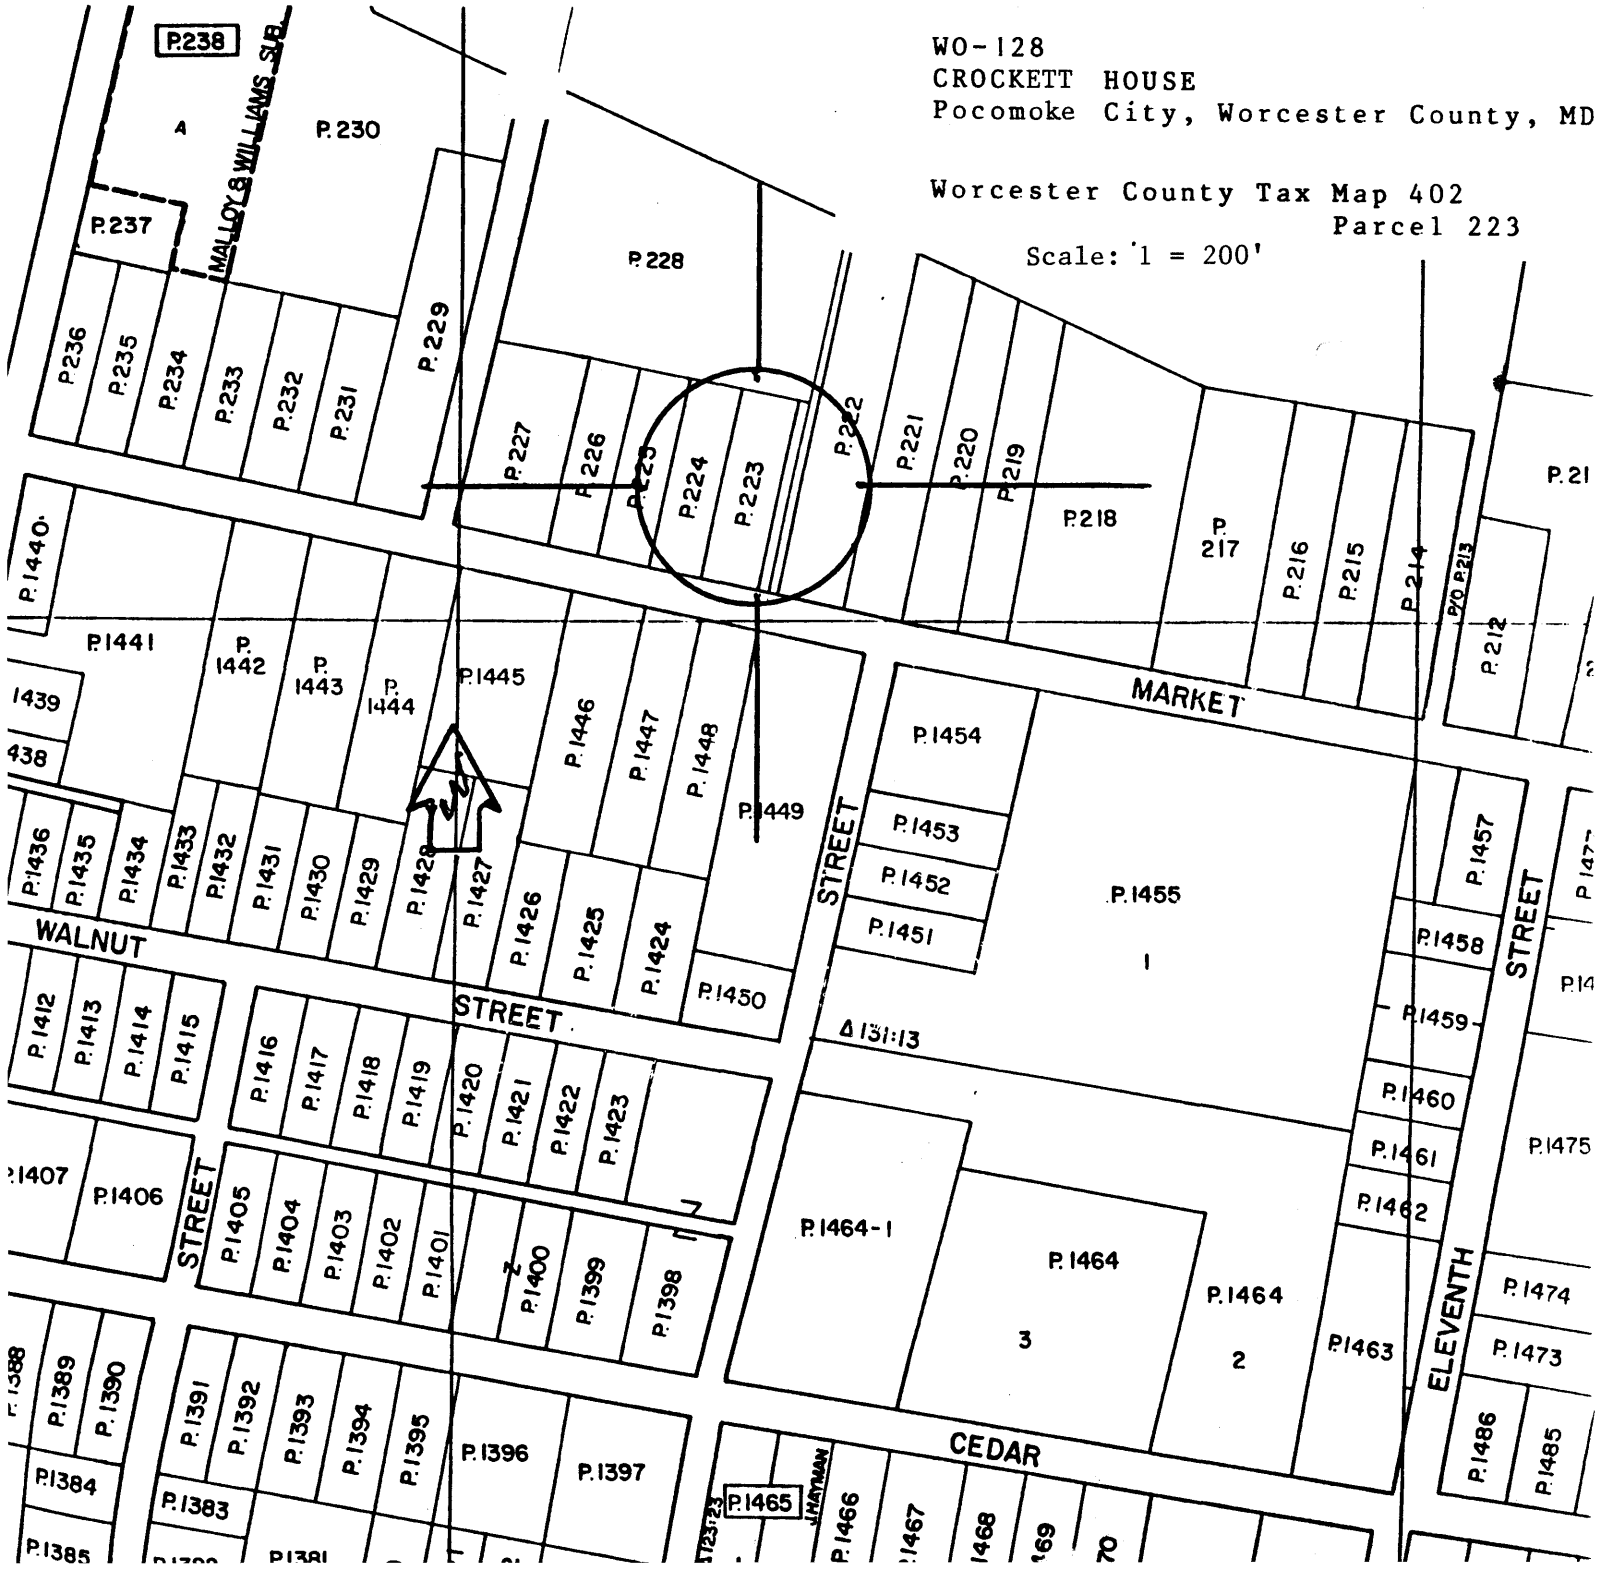 WO-128
CROCKETT HOUSE
Pocomoke City, Worcester County, MD
Worcester County Tax Map 402
Parcel 223
Scale: 1 = 200'
P.238
A
MALLOY & WILLIAMS SUB.
P.230
P.237
P.228
P.236
P.235
P.234
P.233
P.232
P.231
P.229
P.227
P.226
P.225
P.224
P.223
P.222
P.221
P.220
P.219
P.218
P.
217
P.216
P.215
P.214
P/O P.213
P.212
P.21
P.1440
P.1441
P.
1442
P.
1443
P.
1444
P.1445
P.1446
P.1447
P.1448
P.1449
MARKET
STREET
P.1454
P.1453
P.1452
P.1451
P.1455
1
P.1457
P.1458
P.1459
P.1460
P.1461
P.1462
STREET
1439
438
P.1436
P.1435
P.1434
P.1433
P.1432
P.1431
P.1430
P.1429
P.1428
P.1427
P.1426
P.1425
P.1424
P.1450
WALNUT
STREET
Δ 131:13
P.1412
P.1413
P.1414
P.1415
P.1416
P.1417
P.1418
P.1419
P.1420
P.1421
P.1422
P.1423
P.1475
P.1407
P.1406
STREET
P.1405
P.1404
P.1403
P.1402
P.1401
Z
P.1400
P.1399
P.1398
P.1464-1
P.1464
3
P.1464
2
P.1463
ELEVENTH
P.1474
P.1473
P.1388
P.1389
P.1390
P.1391
P.1392
P.1393
P.1394
P.1395
P.1396
P.1397
CEDAR
P.1486
P.1485
P.1384
P.1383
P.1385
P.1381
P.1465
J. HAYMAN
P.1466
P.1467
1468
169
70